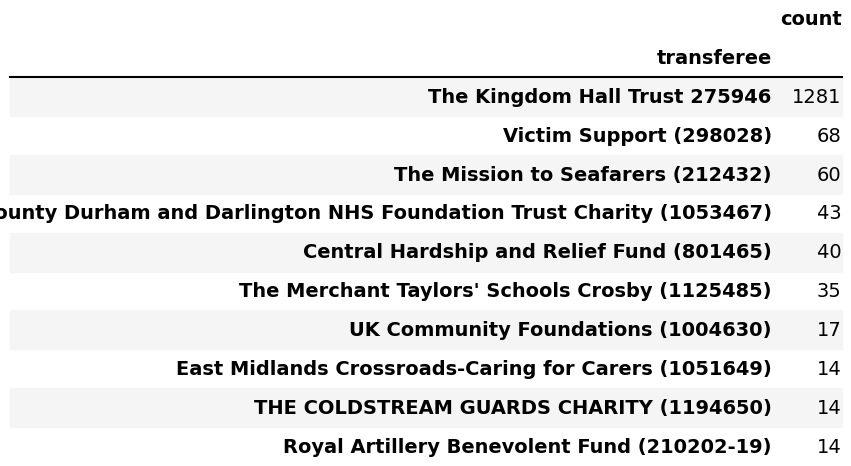 count
transferee
The Kingdom Hall Trust 275946 1281
Victim Support (298028) 68
The Mission to Seafarers (212432) 60
ounty Durham and Darlington NHS Foundation Trust Charity (1053467) 43
Central Hardship and Relief Fund (801465) 40
The Merchant Taylors' Schools Crosby (1125485) 35
UK Community Foundations (1004630) 17
East Midlands Crossroads-Caring for Carers (1051649) 14
THE COLDSTREAM GUARDS CHARITY (1194650) 14
Royal Artillery Benevolent Fund (210202-19) 14